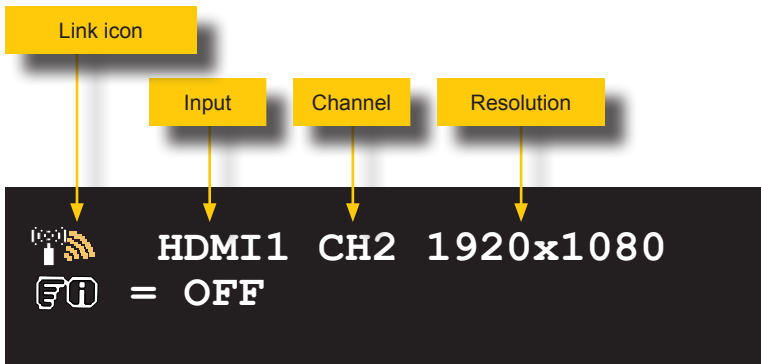 Link icon
Input Channel Resolution
HDMI1 CH2 1920x1080
i = OFF